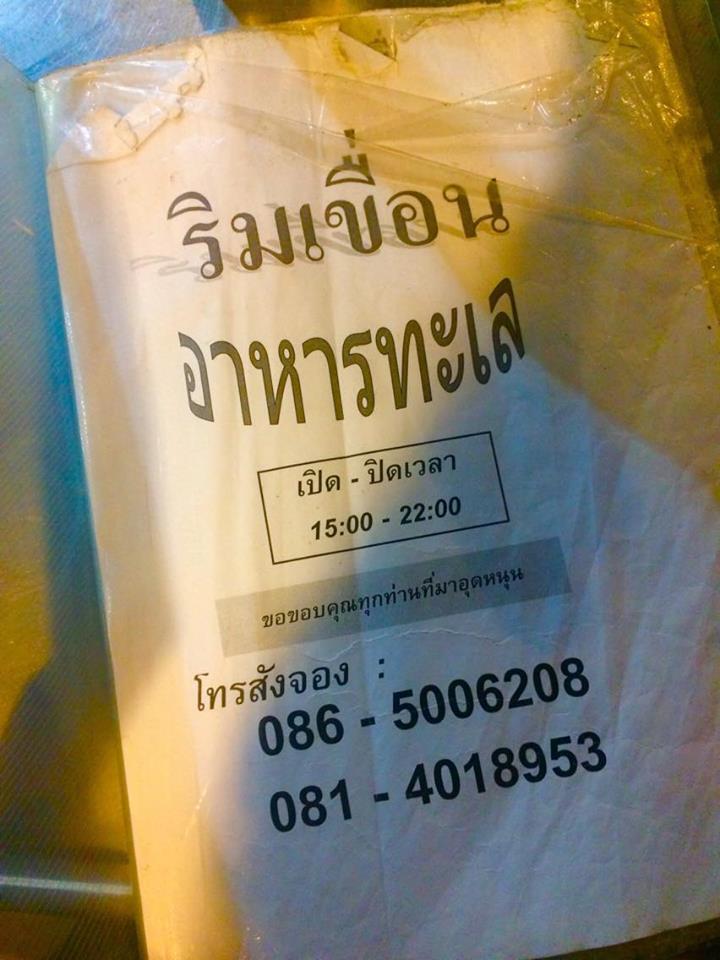 ริมเขื่อน
อาหารทะเล
เปิด - ปิดเวลา
15:00 - 22:00
ขอขอบคุณทุกท่านที่มาอุดหนุน
โทรสั่งจอง :
086 - 5006208
081 - 4018953